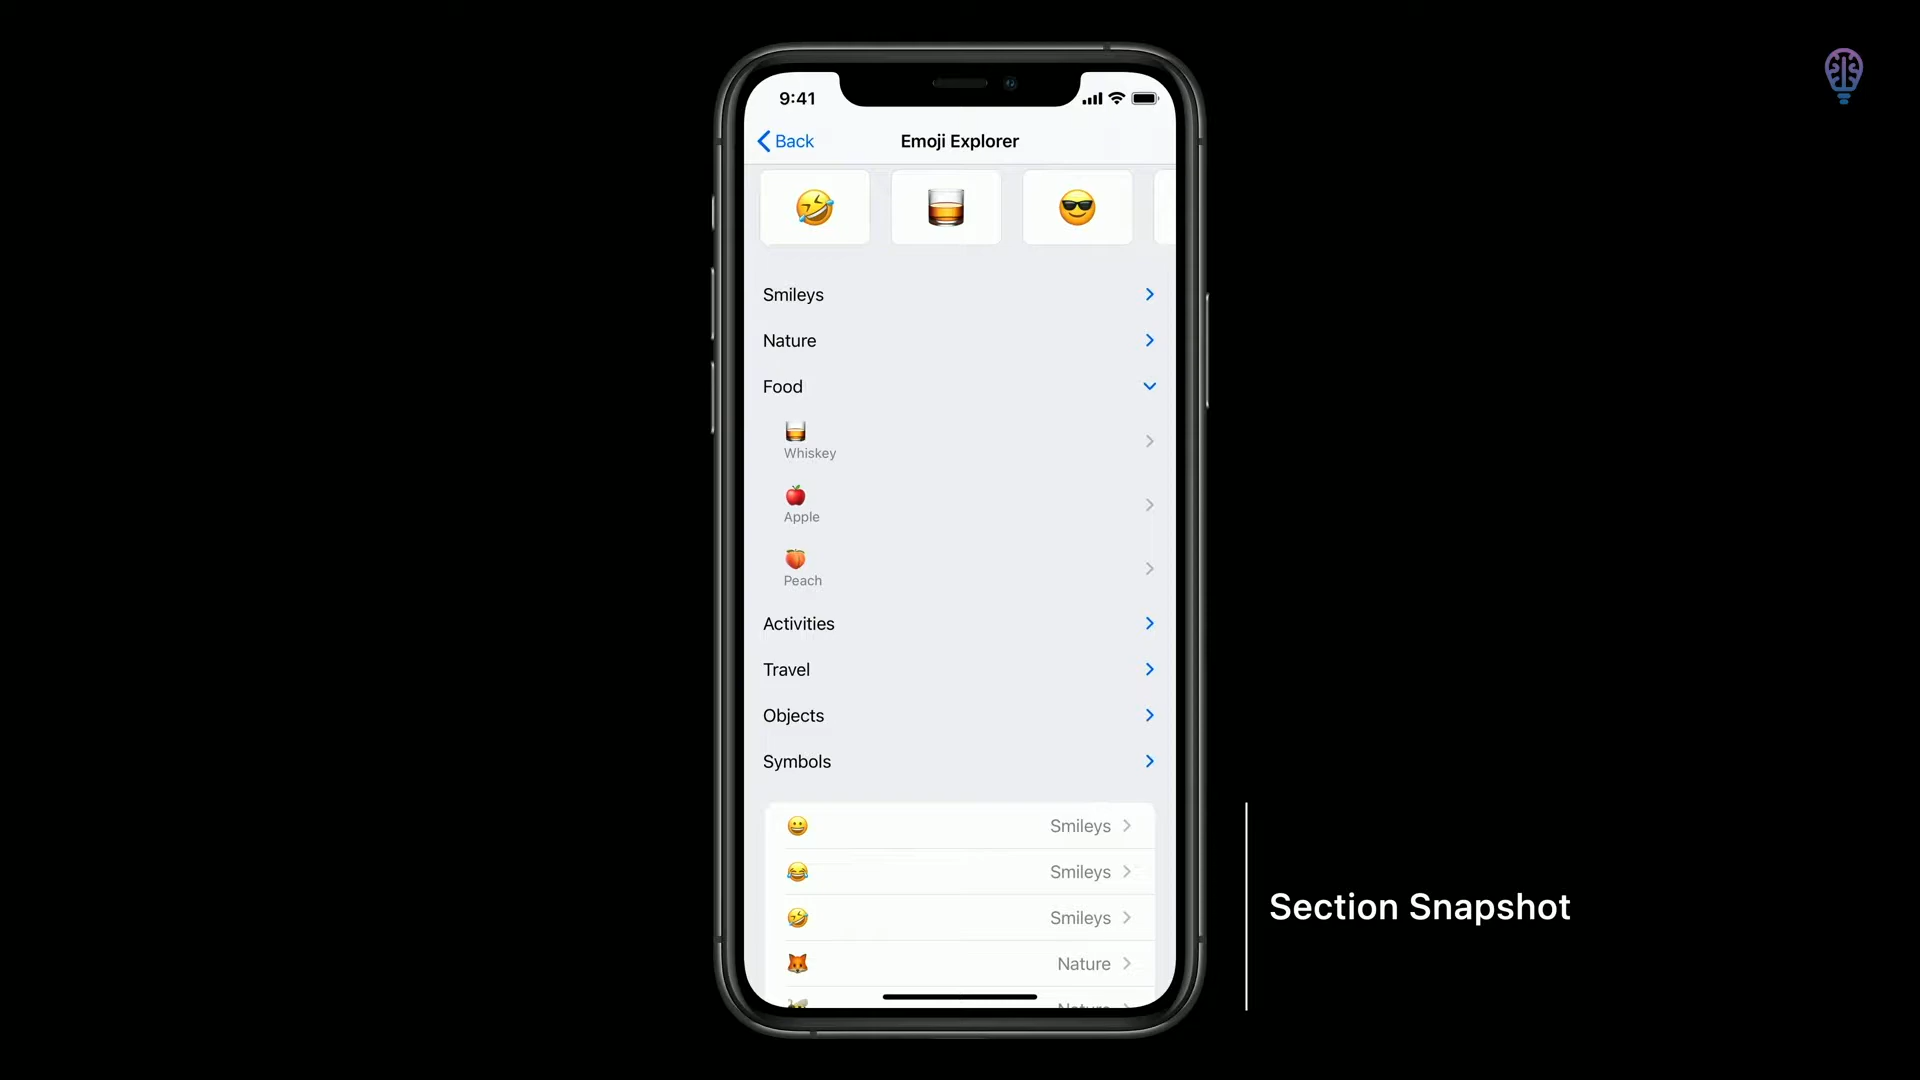 9:41
Back
Emoji Explorer
Smileys
Nature
Food
Whiskey
Apple
Peach
Activities
Travel
Objects
Symbols
Smileys
Smileys
Smileys
Nature
Nature
Section Snapshot